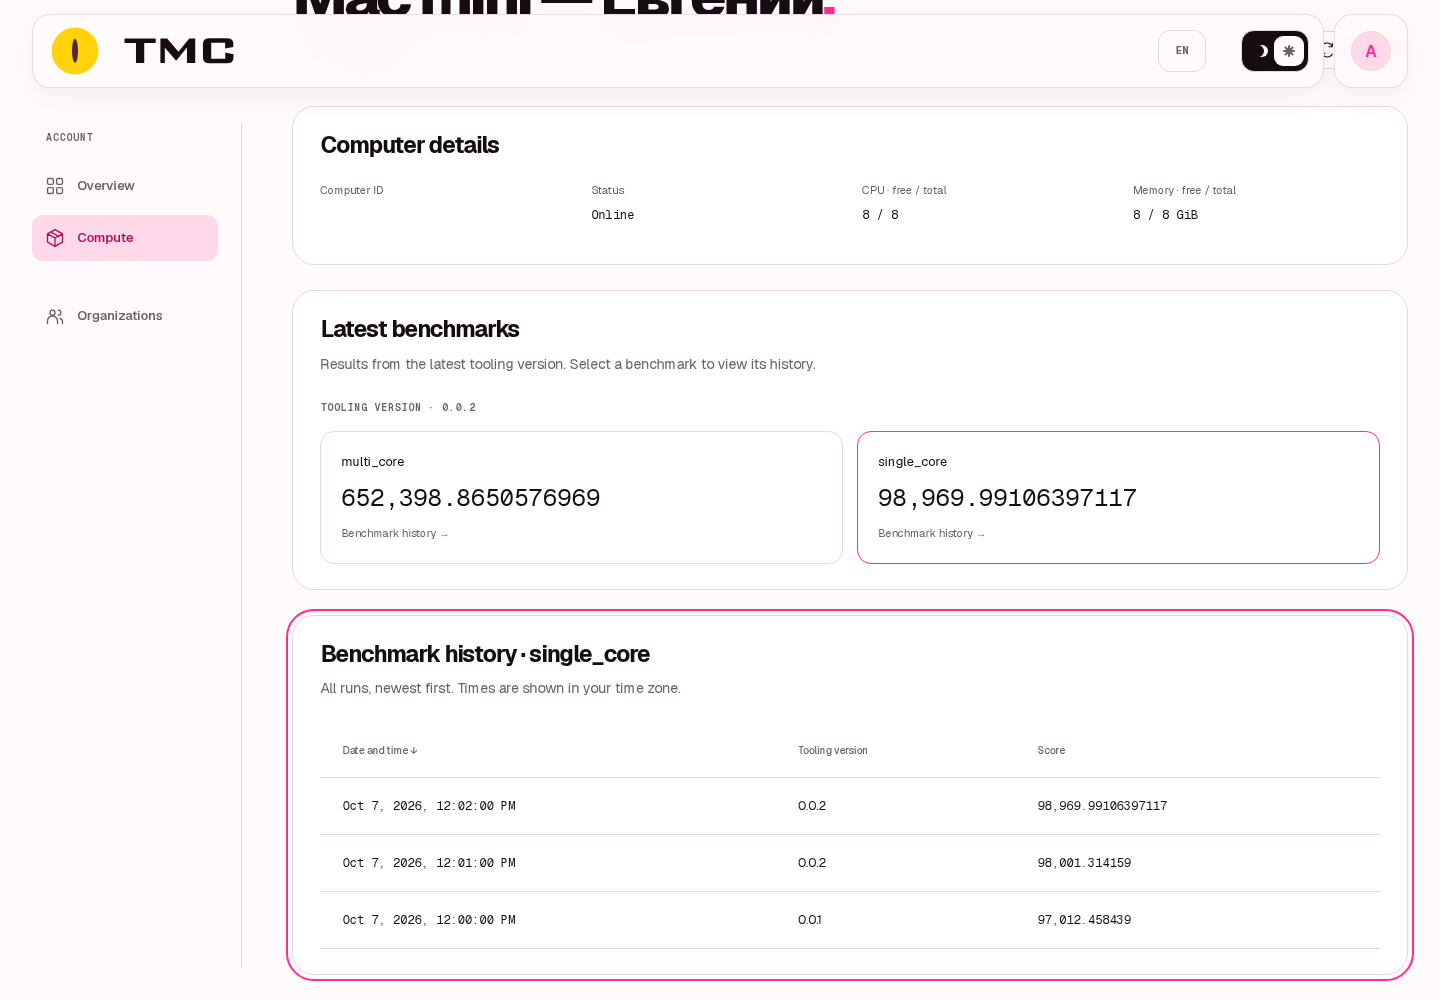 Mac mini — Евгений.
TMC
EN
A
ACCOUNT
Overview
Compute
Organizations
Computer details
Computer ID
Status
Online
CPU · free / total
8 / 8
Memory · free / total
8 / 8 GiB
Latest benchmarks
Results from the latest tooling version. Select a benchmark to view its history.
TOOLING VERSION · 0.0.2
multi_core
652,398.8650576969
Benchmark history →
single_core
98,969.99106397117
Benchmark history →
Benchmark history · single_core
All runs, newest first. Times are shown in your time zone.
Date and time ↓ Tooling version Score
Oct 7, 2026, 12:02:00 PM 0.0.2 98,969.99106397117
Oct 7, 2026, 12:01:00 PM 0.0.2 98,001.314159
Oct 7, 2026, 12:00:00 PM 0.0.1 97,012.458439